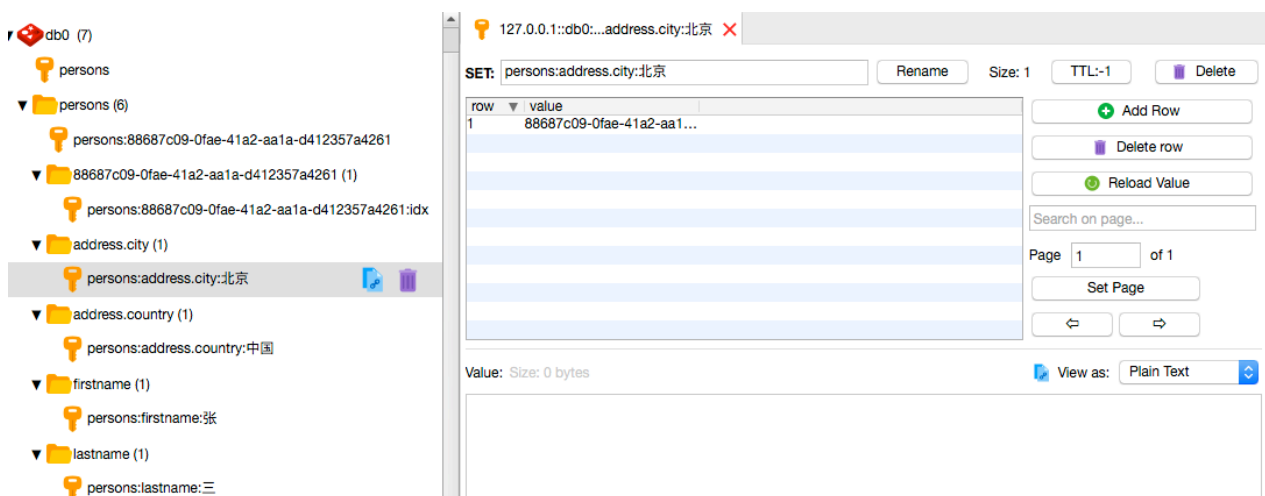 db0 (7)
persons
persons (6)
persons:88687c09-0fae-41a2-aa1a-d412357a4261
88687c09-0fae-41a2-aa1a-d412357a4261 (1)
persons:88687c09-0fae-41a2-aa1a-d412357a4261:idx
address.city (1)
persons:address.city:北京
address.country (1)
persons:address.country:中国
firstname (1)
persons:firstname:张
lastname (1)
persons:lastname:三
127.0.0.1::db0:...address.city:北京
SET: persons:address.city:北京 Rename Size: 1 TTL:-1 Delete
row value
1 88687c09-0fae-41a2-aa1...
Add Row
Delete row
Reload Value
Search on page...
Page 1 of 1
Set Page
Value: Size: 0 bytes View as: Plain Text